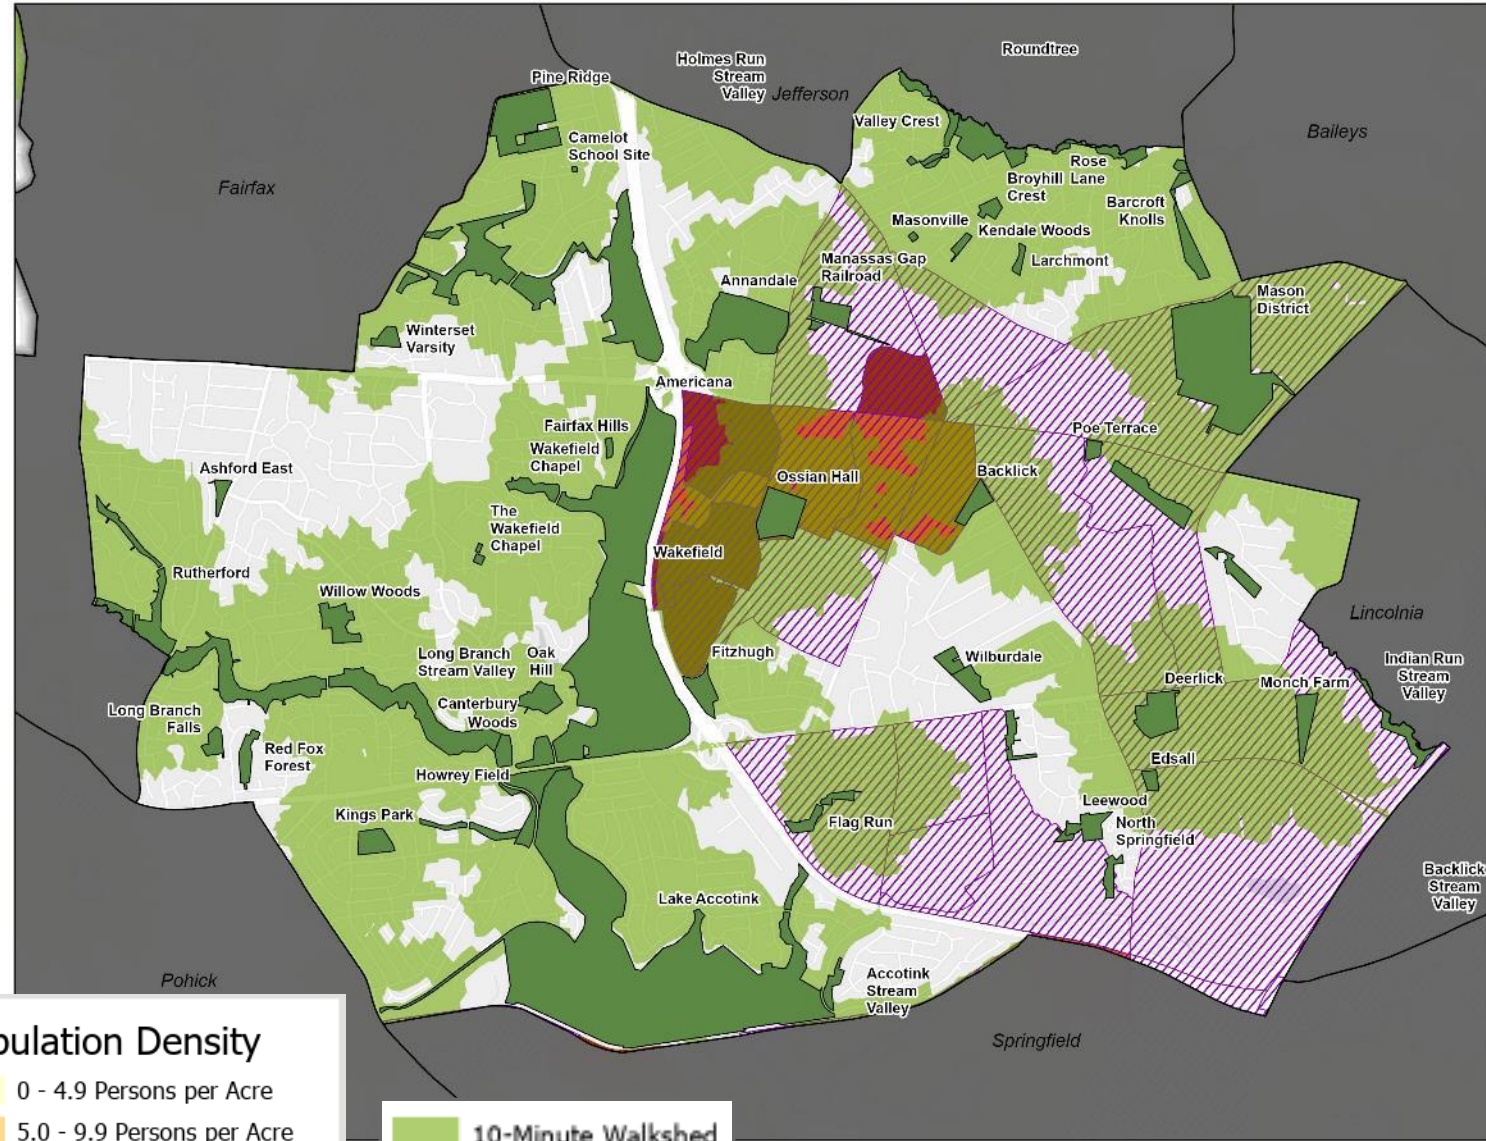 Roundtree
Holmes Run
Stream
Valley
Jefferson
Pine Ridge
Valley Crest
Baileys
Camelot
School Site
Fairfax
Rose
Lane
Broyhill
Crest
Barcroft
Knolls
Masonville
Kendale Woods
Manassas Gap
Railroad
Larchmont
Annandale
Mason
District
Winterset
Varsity
Americana
Fairfax Hills
Wakefield
Chapel
Poe Terrace
Ashford East
Ossian Hall
Backlick
The
Wakefield
Chapel
Wakefield
Rutherford
Willow Woods
Lincolnia
Long Branch
Stream Valley
Oak
Hill
Fitzhugh
Wilburdale
Indian Run
Stream
Valley
Deerlick
Monch Farm
Canterbury
Woods
Long Branch
Falls
Red Fox
Forest
Edsall
Howrey Field
Leewood
Kings Park
Flag Run
North
Springfield
Backlick
Stream
Valley
Lake Accotink
Accotink
Stream
Valley
Pohick
Springfield
pulation Density
0 - 4.9 Persons per Acre
5.0 - 9.9 Persons per Acre
10-Minute Walkshed